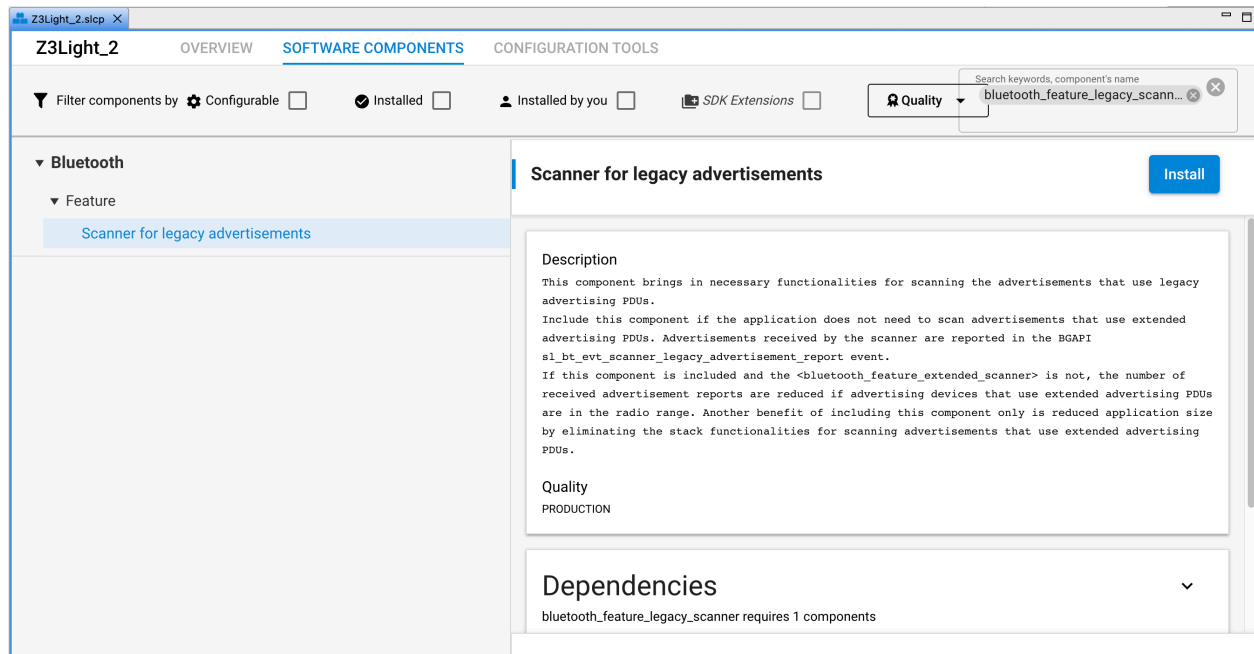 Z3Light_2.slcp
Z3Light_2 OVERVIEW SOFTWARE COMPONENTS CONFIGURATION TOOLS
Filter components by Configurable Installed Installed by you SDK Extensions Quality
Search keywords, component's name
bluetooth_feature_legacy_scann...
Bluetooth
Feature
Scanner for legacy advertisements
Scanner for legacy advertisements
Install
Description
This component brings in necessary functionalities for scanning the advertisements that use legacy
advertising PDUs.
Include this component if the application does not need to scan advertisements that use extended
advertising PDUs. Advertisements received by the scanner are reported in the BGAPI
sl_bt_evt_scanner_legacy_advertisement_report event.
If this component is included and the <bluetooth_feature_extended_scanner> is not, the number of
received advertisement reports are reduced if advertising devices that use extended advertising PDUs
are in the radio range. Another benefit of including this component only is reduced application size
by eliminating the stack functionalities for scanning advertisements that use extended advertising
PDUs.
Quality
PRODUCTION
Dependencies
bluetooth_feature_legacy_scanner requires 1 components